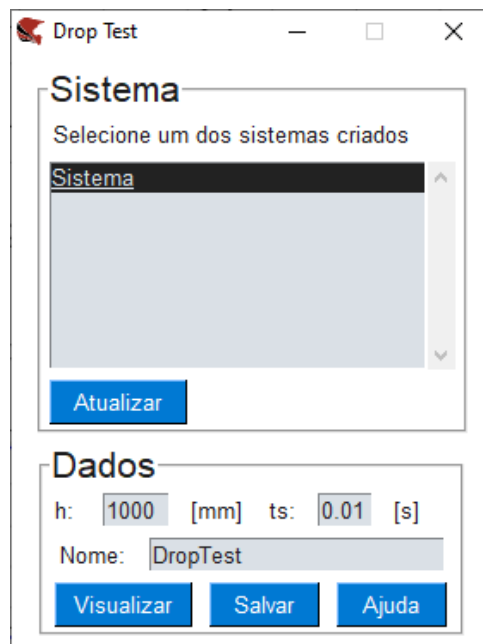 Drop Test
Sistema
Selecione um dos sistemas criados
Sistema
Atualizar
Dados
h: 1000 [mm] ts: 0.01 [s]
Nome: DropTest
Visualizar Salvar Ajuda